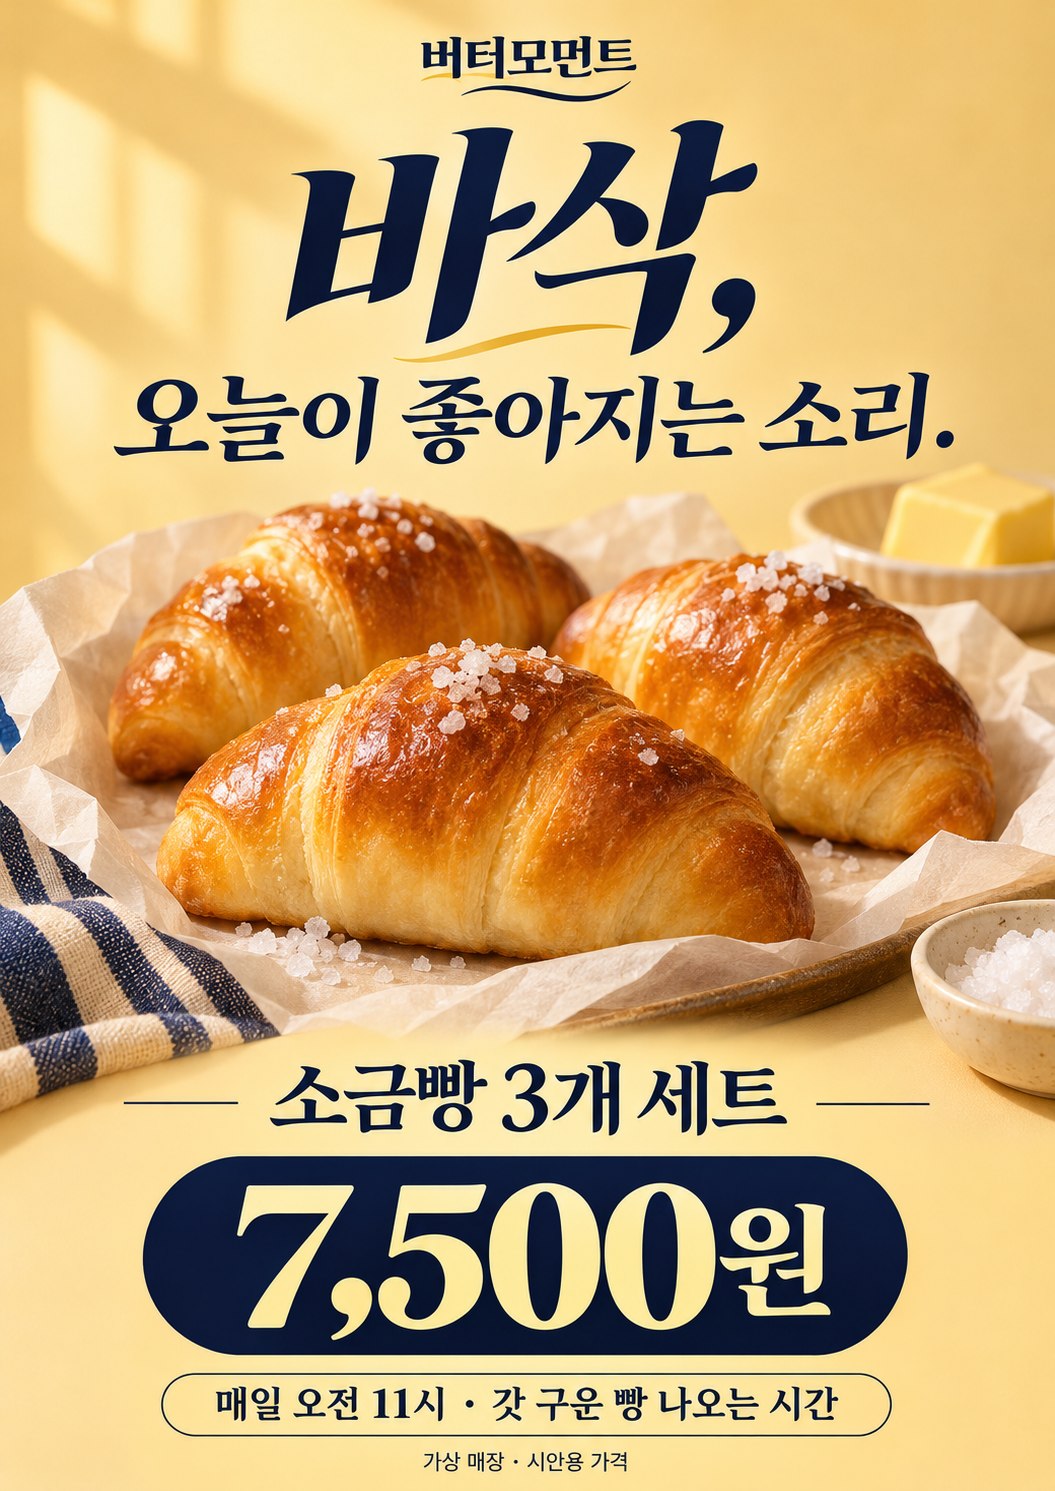 버터모먼트
바삭,
오늘이 좋아지는 소리.
소금빵 3개 세트
7,500원
매일 오전 11시 · 갓 구운 빵 나오는 시간
가상 매장 · 시안용 가격